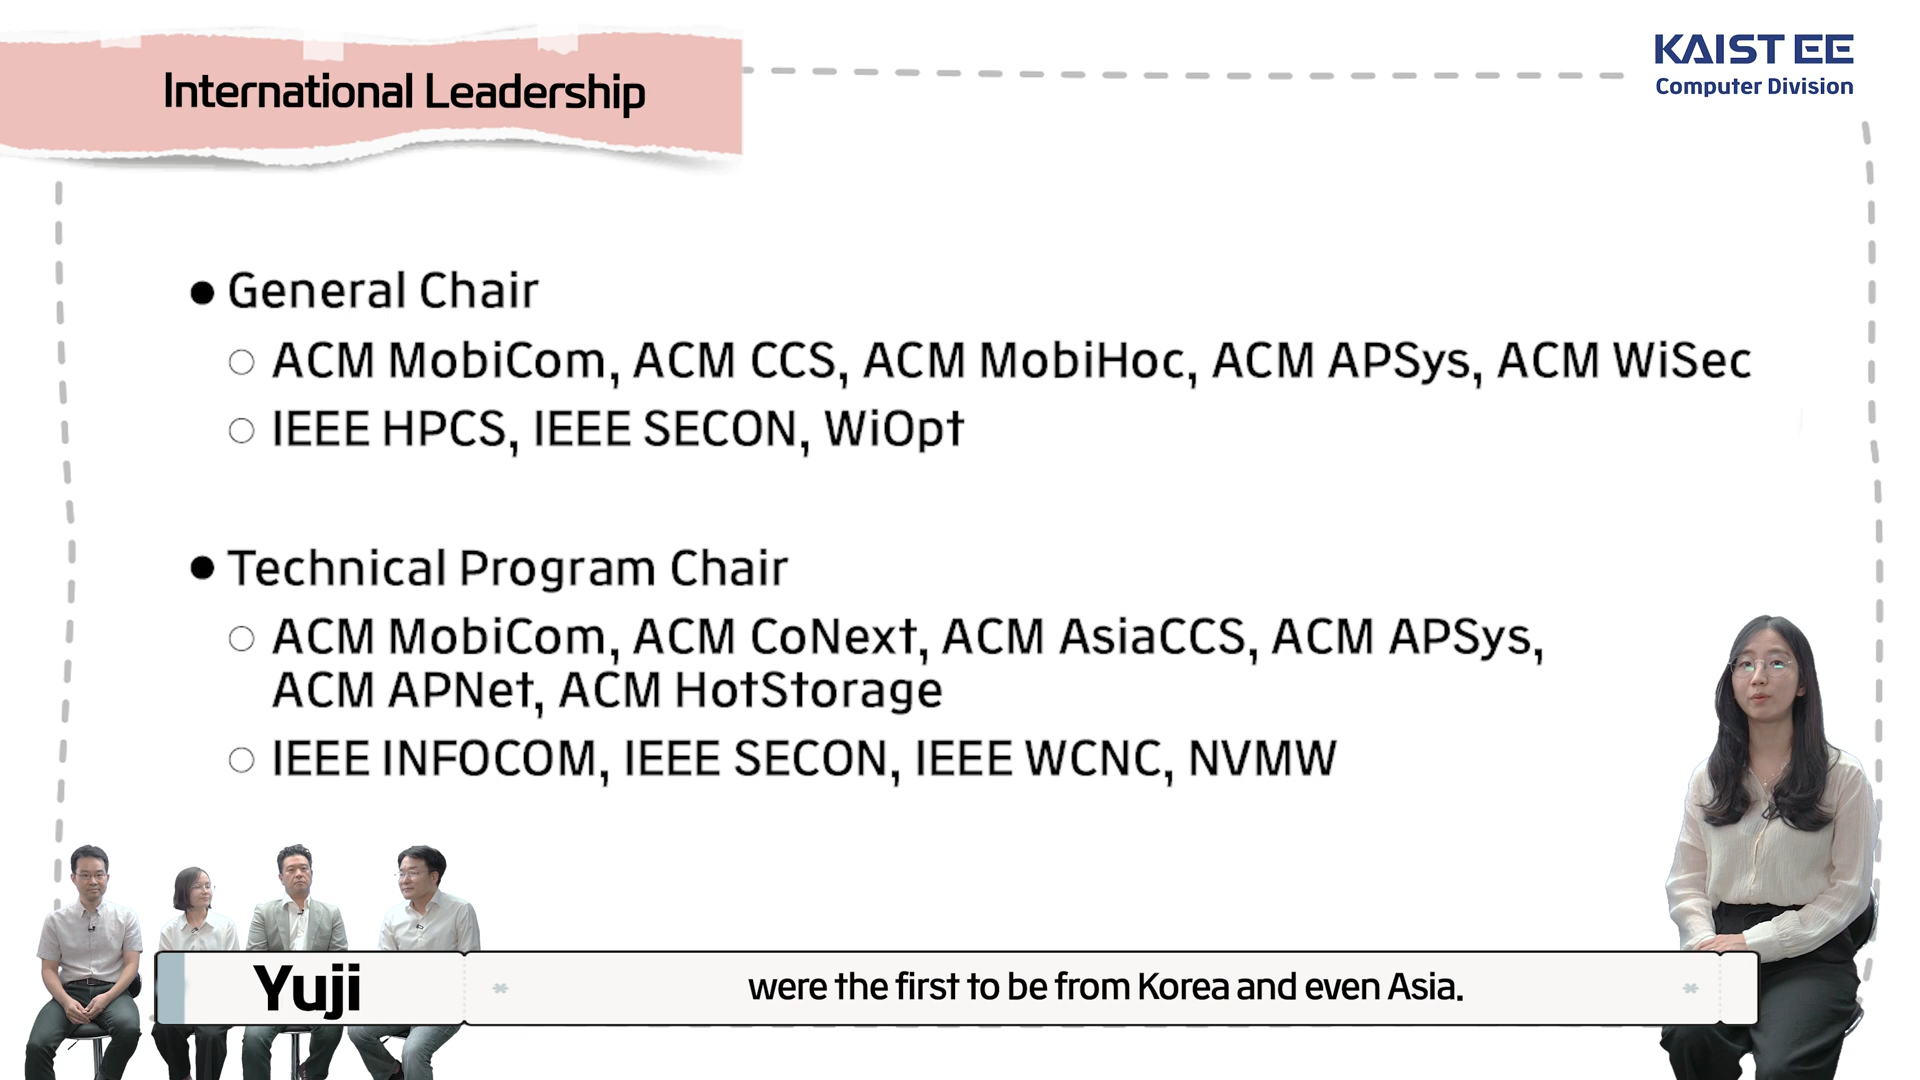 International Leadership
KAIST EE
Computer Division
● General Chair
○ ACM MobiCom, ACM CCS, ACM MobiHoc, ACM APSys, ACM WiSec
○ IEEE HPCS, IEEE SECON, WiOpt
● Technical Program Chair
○ ACM MobiCom, ACM CoNext, ACM AsiaCCS, ACM APSys,
ACM APNet, ACM HotStorage
○ IEEE INFOCOM, IEEE SECON, IEEE WCNC, NVMW
Yuji
* were the first to be from Korea and even Asia. *